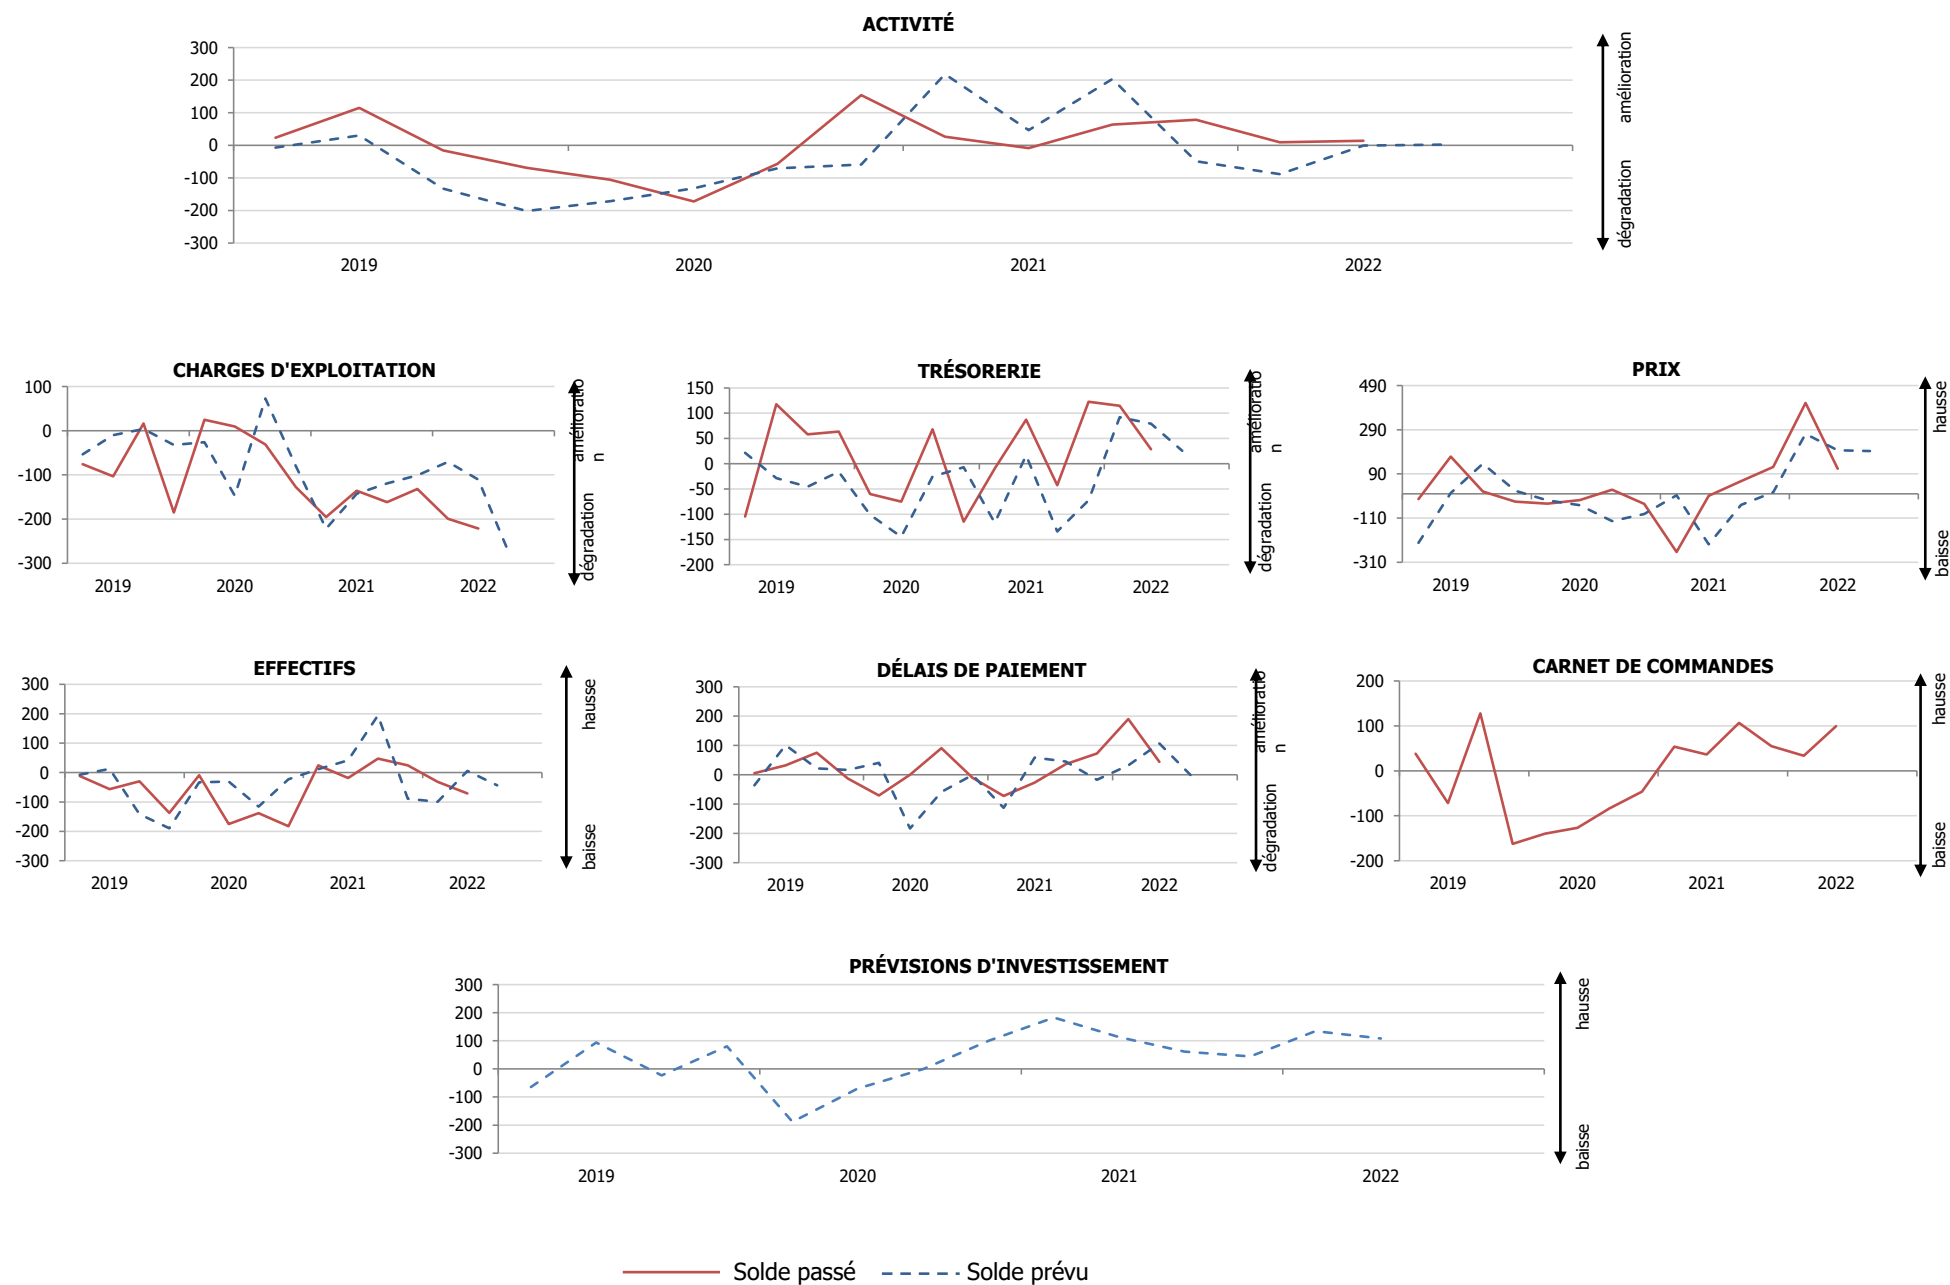 ACTIVITÉ
300
200
100
0
-100
-200
-300
2019
2020
2021
2022
amélioration
dégradation
CHARGES D'EXPLOITATION
100
0
-100
-200
-300
2019
2020
2021
2022
amélioratio
n
dégradation
TRÉSORERIE
150
100
50
0
-50
-100
-150
-200
2019
2020
2021
2022
amélioratio
n
dégradation
PRIX
490
290
90
-110
-310
2019
2020
2021
2022
hausse
baisse
EFFECTIFS
300
200
100
0
-100
-200
-300
2019
2020
2021
2022
hausse
baisse
DÉLAIS DE PAIEMENT
300
200
100
0
-100
-200
-300
2019
2020
2021
2022
amélioratio
n
dégradation
CARNET DE COMMANDES
200
100
0
-100
-200
2019
2020
2021
2022
hausse
baisse
PRÉVISIONS D'INVESTISSEMENT
300
200
100
0
-100
-200
-300
2019
2020
2021
2022
hausse
baisse
Solde passé
Solde prévu